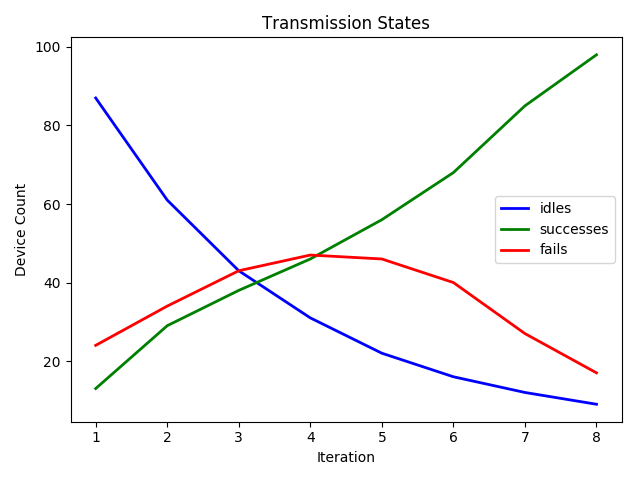 Transmission States
100
80
60
40
20
Device Count
idles
successes
fails
1 2 3 4 5 6 7 8
Iteration